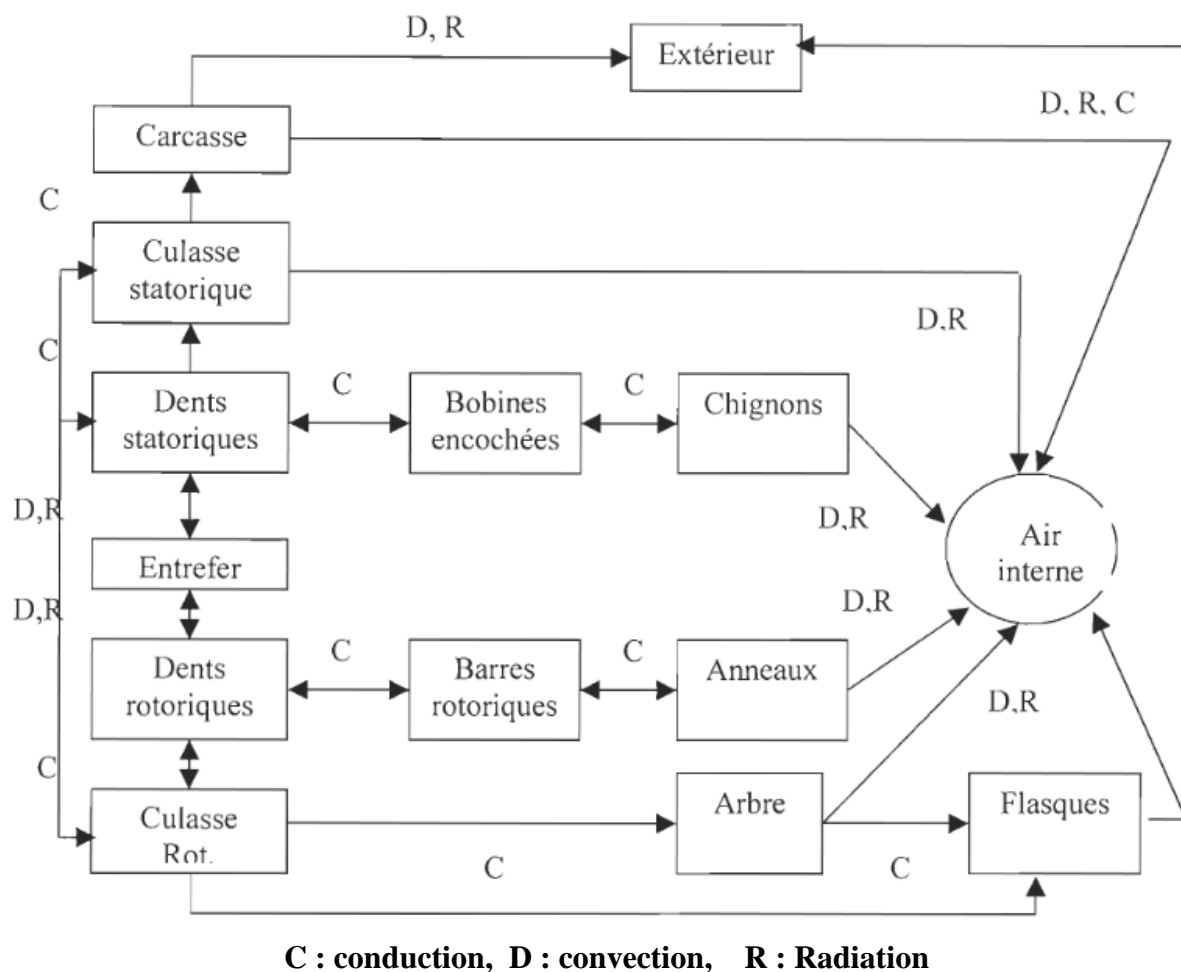 D, R
Extérieur
D, R, C
Carcasse
C
Culasse
statorique
D,R
C
Dents
statoriques
C
Bobines
encochées
C
Chignons
D,R
D,R
Air
interne
Entrefer
D,R
D,R
Dents
rotoriques
C
Barres
rotoriques
C
Anneaux
D,R
C
Culasse
Rot.
Arbre
Flasques
C
C
C : conduction, D : convection, R : Radiation